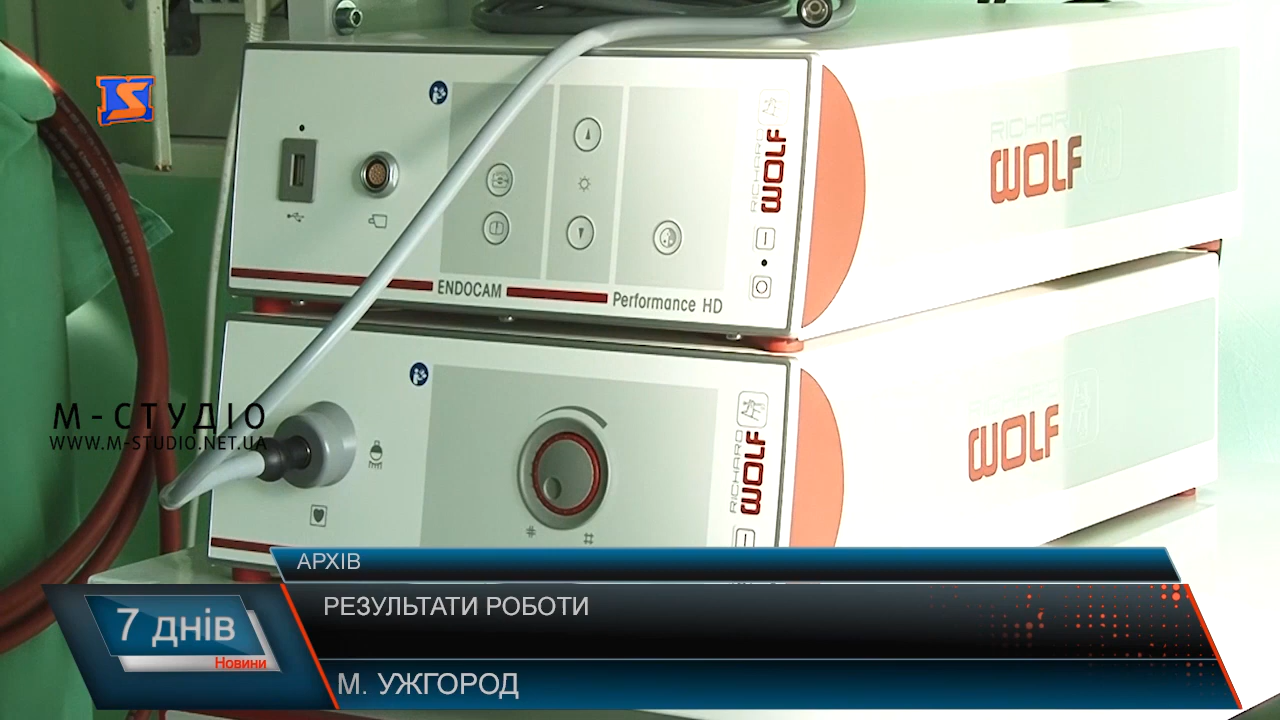 RICHARD
WOLF
RICHARD
WOLF
ENDOCAM
Performance HD
RICHARD
WOLF
RICHARD
WOLF
М-СТУДІО
WWW.M-STUDIO.NET.UA
АРХІВ
РЕЗУЛЬТАТИ РОБОТИ
7 днів
Новини
М. УЖГОРОД